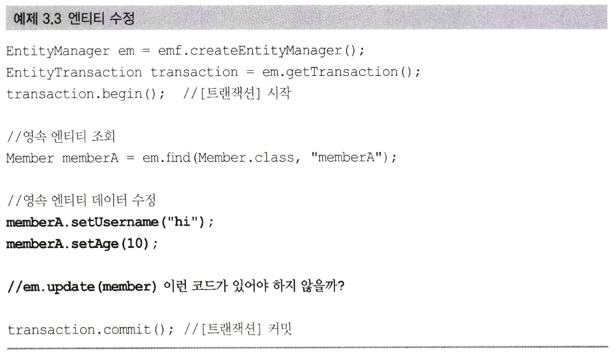 예제 3.3 엔티티 수정
EntityManager em = emf.createEntityManager();
EntityTransaction transaction = em.getTransaction();
transaction.begin(); //[트랜잭션] 시작
//영속 엔티티 조회
Member memberA = em.find(Member.class, "memberA");
//영속 엔티티 데이터 수정
memberA.setUsername("hi");
memberA.setAge(10);
//em.update(member) 이런 코드가 있어야 하지 않을까?
transaction.commit(); //[트랜잭션] 커밋